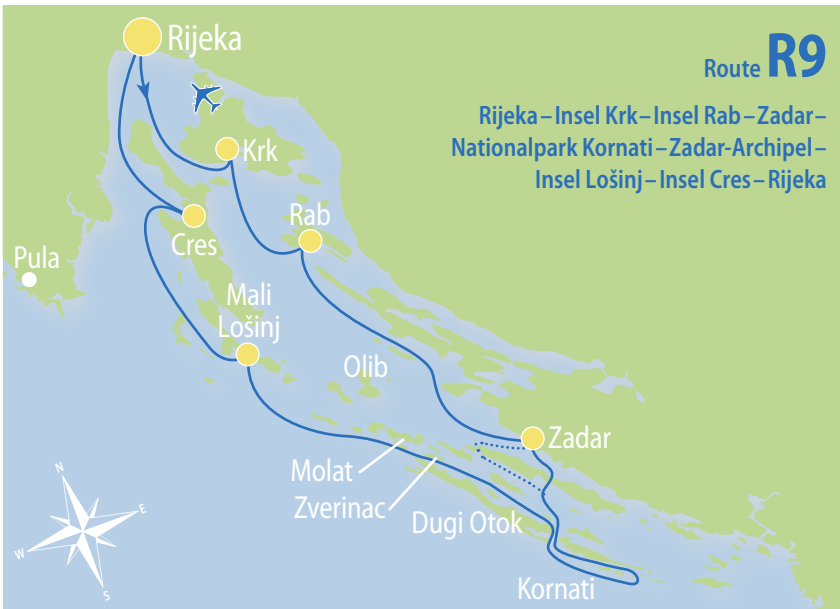 Rijeka
Route R9
Rijeka – Insel Krk – Insel Rab – Zadar –
Nationalpark Kornati – Zadar-Archipel –
Insel Lošinj – Insel Cres – Rijeka
Krk
Rab
Cres
Pula
Mali
Lošinj
Olib
Zadar
Molat
Zverinac
Dugi Otok
Kornati
N
E
W
S